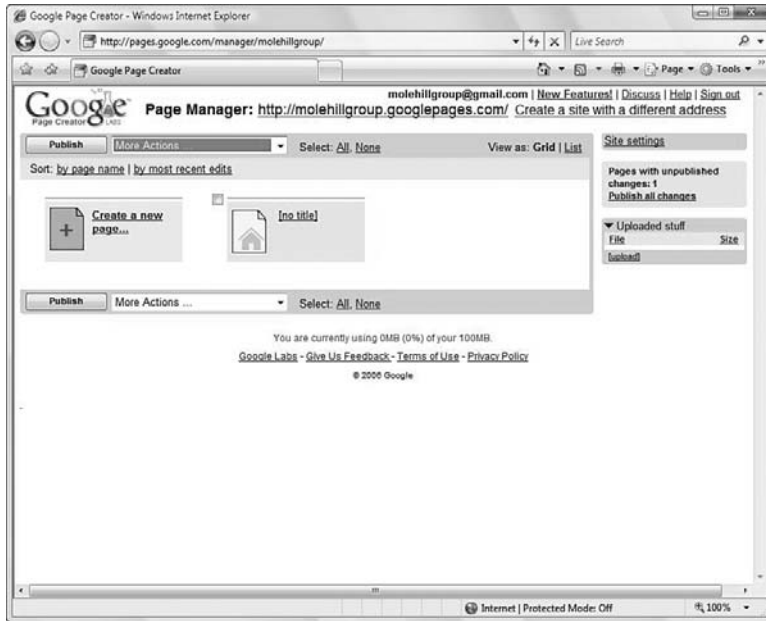 Google Page Creator - Windows Internet Explorer
http://pages.google.com/manager/molehillgroup/
Live Search
Google Page Creator
Page
Tools
molehillgroup@gmail.com | New Features! | Discuss | Help | Sign out
Google
Page Creator LABS
Page Manager: http://molehillgroup.googlepages.com/ Create a site with a different address
Publish
More Actions
Select: All, None
View as: Grid | List
Site settings
Sort: by page name | by most recent edits
Pages with unpublished
changes: 1
Publish all changes
Create a new
page...
[no title]
Uploaded stuff
File Size
[upload]
Publish
More Actions ...
Select: All, None
You are currently using 0MB (0%) of your 100MB.
Google Labs - Give Us Feedback - Terms of Use - Privacy Policy
© 2006 Google
Internet | Protected Mode: Off
100%